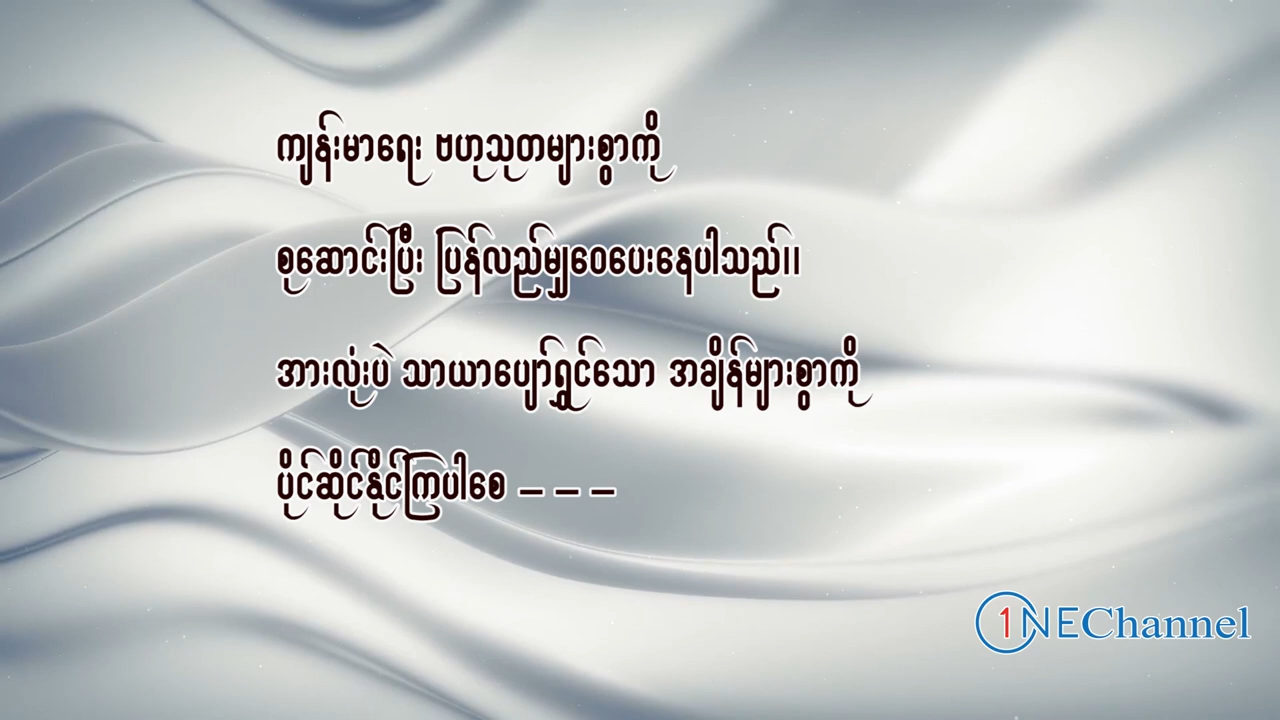 ကျန်းမာရေး ဗဟုသုတများစွာကို
စုဆောင်းပြီး ပြန်လည်မျှဝေပေးနေပါသည်။
အားလုံးပဲ သာယာပျော်ရွှင်သော အချိန်များစွာကို
ပိုင်ဆိုင်နိုင်ကြပါစေ – – –
1NEChannel